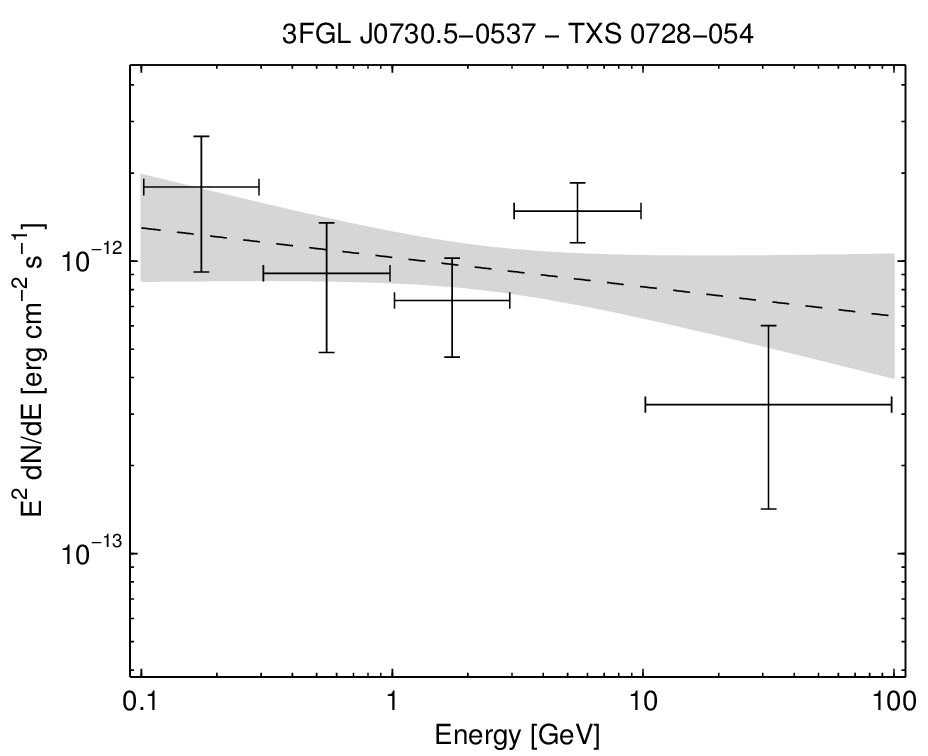 3FGL J0730.5−0537 − TXS 0728−054
E² dN/dE [erg cm⁻² s⁻¹]
10⁻¹²
10⁻¹³
0.1 1 10 100
Energy [GeV]